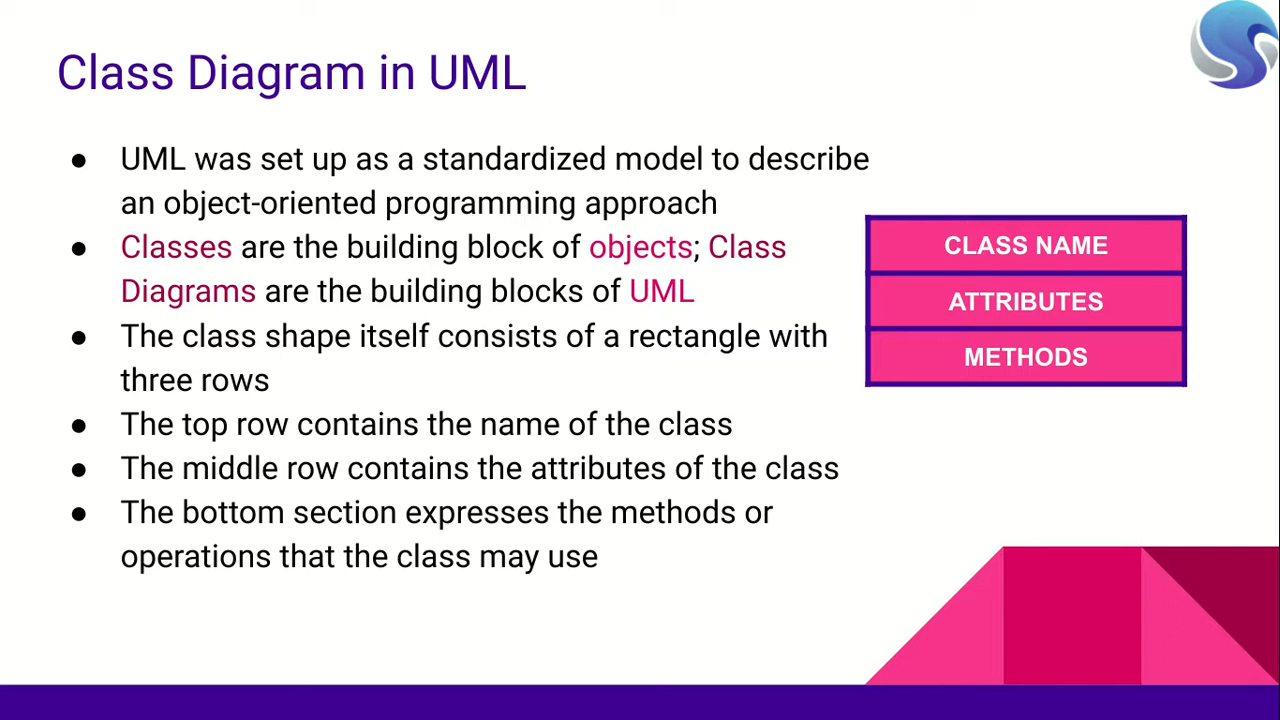 Class Diagram in UML
● UML was set up as a standardized model to describe
an object-oriented programming approach
● Classes are the building block of objects; Class
Diagrams are the building blocks of UML
● The class shape itself consists of a rectangle with
three rows
● The top row contains the name of the class
● The middle row contains the attributes of the class
● The bottom section expresses the methods or
operations that the class may use
CLASS NAME
ATTRIBUTES
METHODS